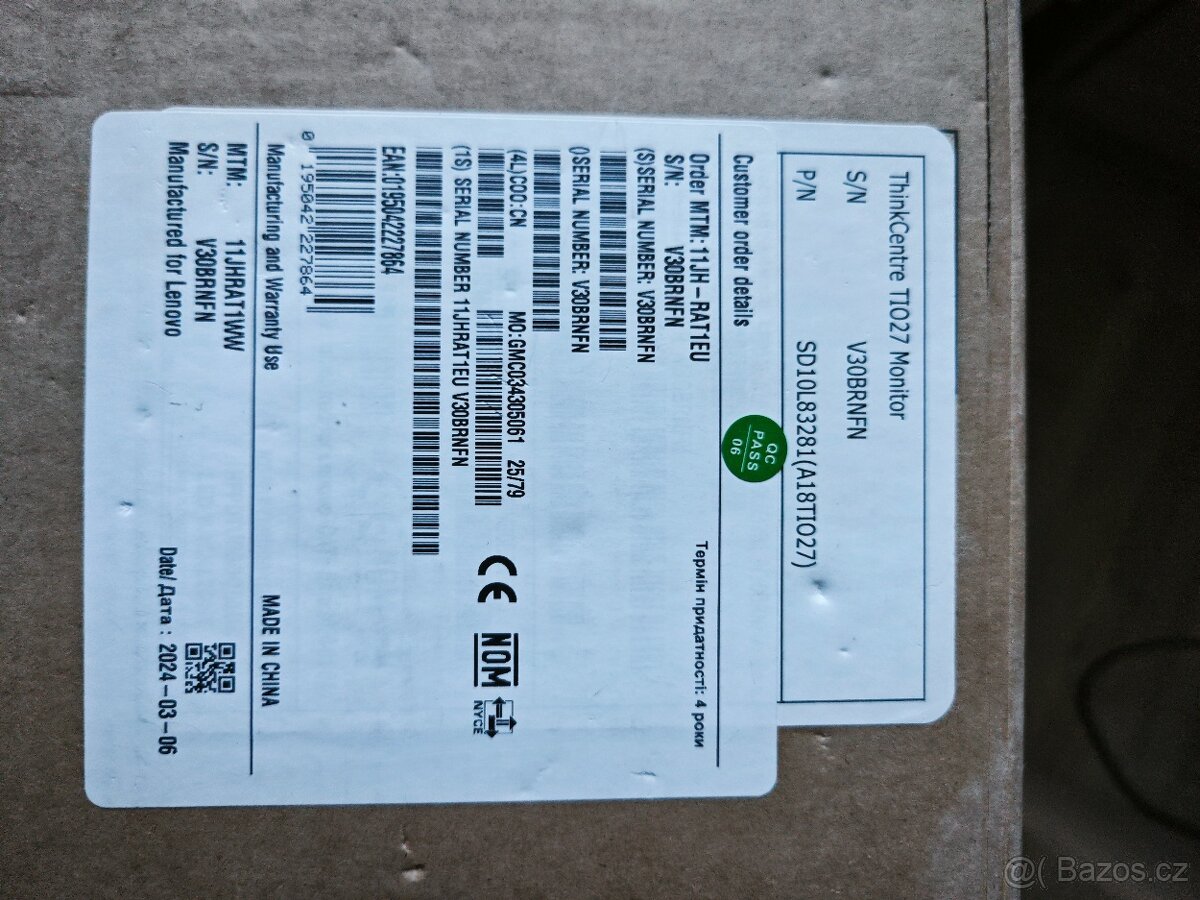 ThinkCentre TIO27 Monitor
S/N V30BRNFN
P/N SD10L83281(A18TIO27)
QC
PASS
06
Customer order details
Order MTM:11JH-RAT1EU
Термін придатності: 4 роки
S/N: V30BRNFN
(S)SERIAL NUMBER: V30BRNFN
()SERIAL NUMBER: V30BRNFN
(4L)COO:CN MO:GMC034305061 25/79
CE
NOM
NYCE
(1S) SERIAL NUMBER 11JHRAT1EU V30BRNFN
EAN:0195042227864
0 195042 227864
Manufacturing and Warranty Use
MADE IN CHINA
MTM: 11JHRAT1WW
S/N: V30BRNFN
Manufactured for Lenovo
Date/ Дата : 2024-03-06
@( Bazos.cz